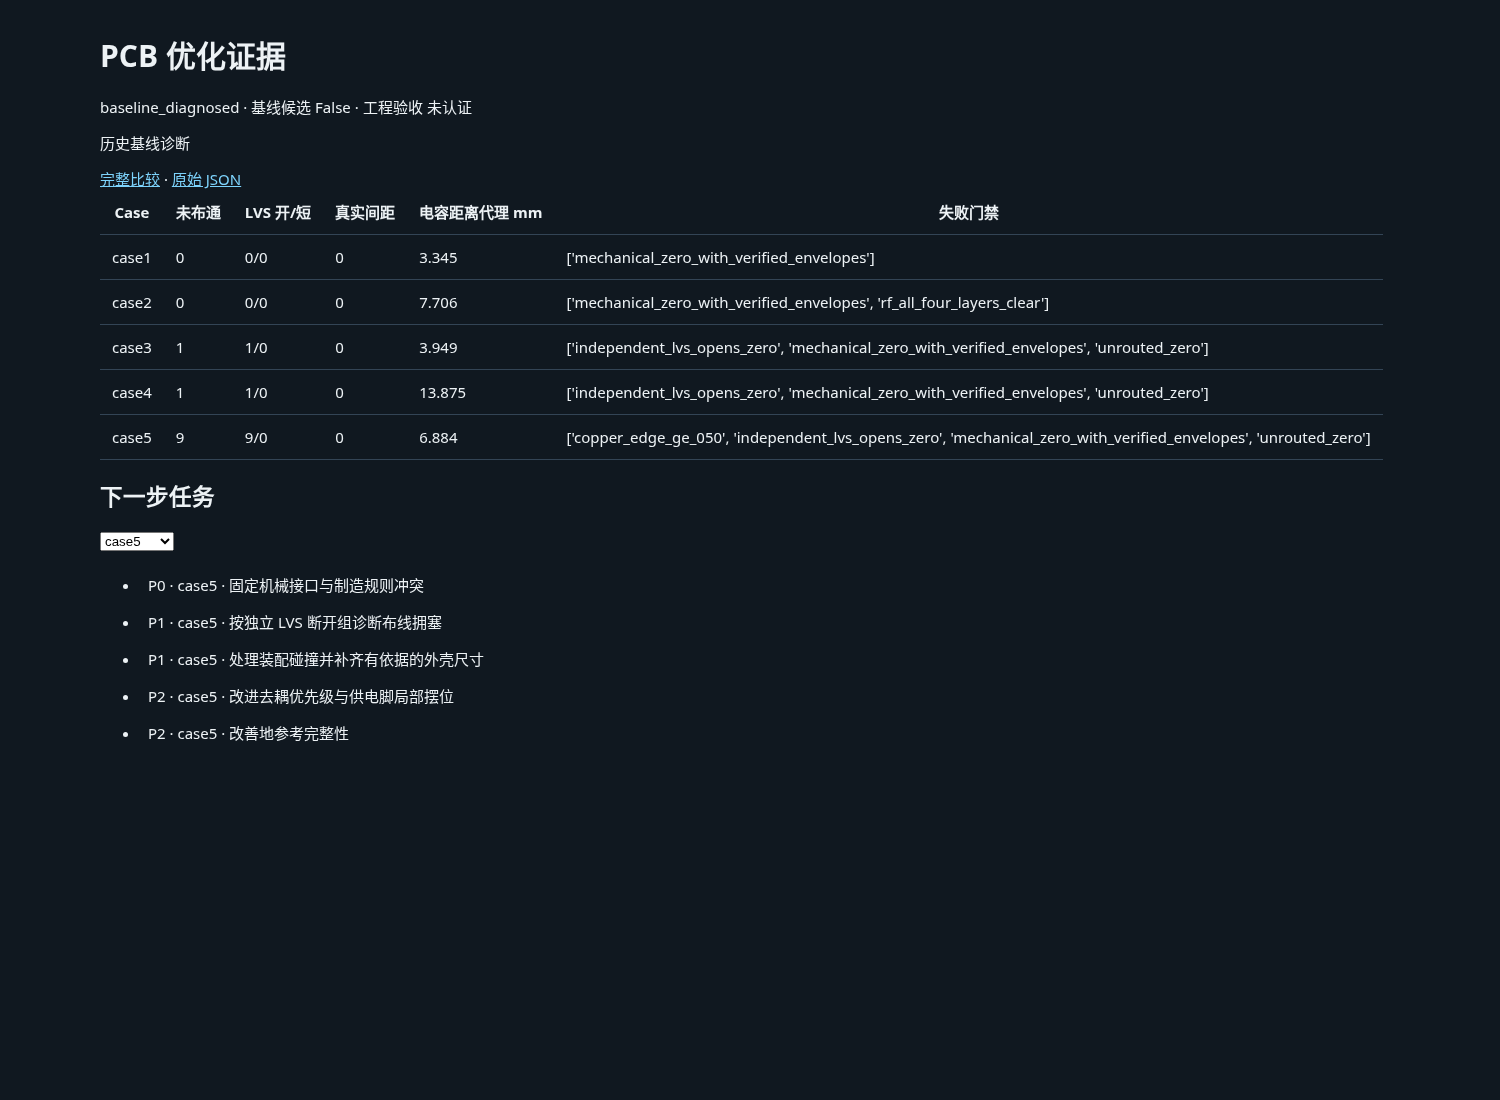 PCB 优化证据
baseline_diagnosed · 基线候选 False · 工程验收 未认证
历史基线诊断
完整比较 · 原始 JSON
Case 未布通 LVS 开/短 真实间距 电容距离代理 mm 失败门禁
case1 0 0/0 0 3.345 ['mechanical_zero_with_verified_envelopes']
case2 0 0/0 0 7.706 ['mechanical_zero_with_verified_envelopes', 'rf_all_four_layers_clear']
case3 1 1/0 0 3.949 ['independent_lvs_opens_zero', 'mechanical_zero_with_verified_envelopes', 'unrouted_zero']
case4 1 1/0 0 13.875 ['independent_lvs_opens_zero', 'mechanical_zero_with_verified_envelopes', 'unrouted_zero']
case5 9 9/0 0 6.884 ['copper_edge_ge_050', 'independent_lvs_opens_zero', 'mechanical_zero_with_verified_envelopes', 'unrouted_zero']
下一步任务
case5
• P0 · case5 · 固定机械接口与制造规则冲突
• P1 · case5 · 按独立 LVS 断开组诊断布线拥塞
• P1 · case5 · 处理装配碰撞并补齐有依据的外壳尺寸
• P2 · case5 · 改进去耦优先级与供电脚局部摆位
• P2 · case5 · 改善地参考完整性